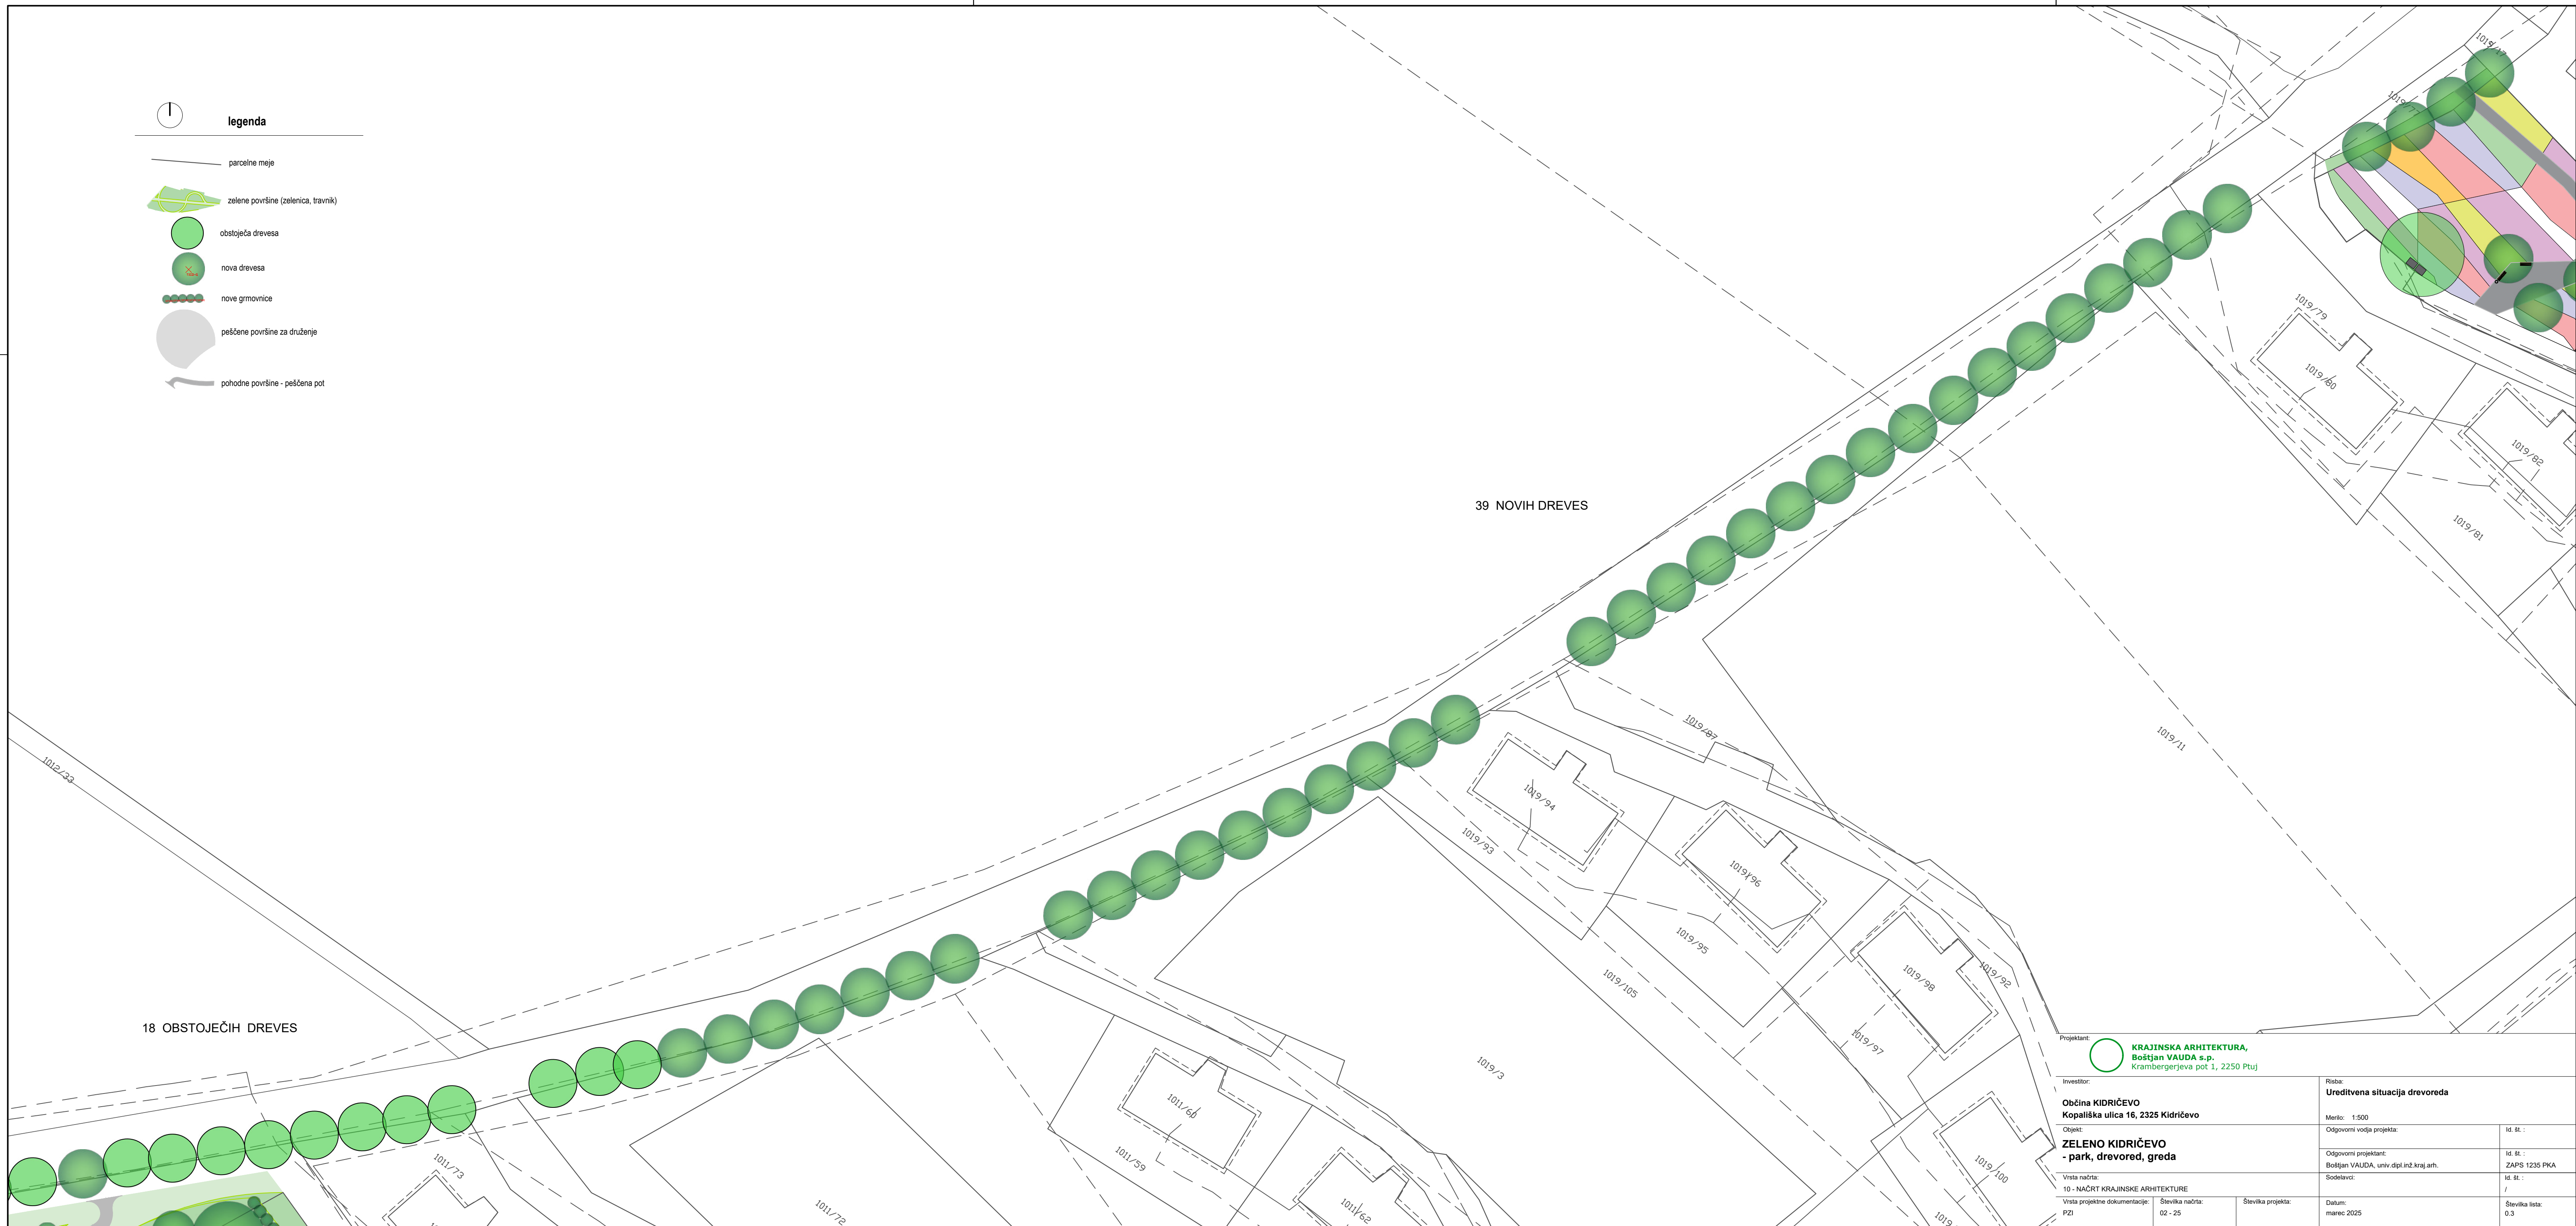 legenda
parcelne meje
zelene površine (zelenica, travnik)
obstoječa drevesa
nova drevesa
nove grmovnice
peščene površine za druženje
pohodne površine - peščena pot
39 NOVIH DREVES
18 OBSTOJEČIH DREVES
1012/33
1019/17
1019/79
1019/80
1019/82
1019/81
1019/87
1019/11
1019/94
1019/93
1019/96
1019/95
1019/105
1019/98
1019/92
1019/97
1019/3
1019/100
1011/60
1011/59
1011/62
1011/73
1011/72
Projektant:
KRAJINSKA ARHITEKTURA,
Boštjan VAUDA s.p.
Krambergerjeva pot 1, 2250 Ptuj
Investitor:
Občina KIDRIČEVO
Kopališka ulica 16, 2325 Kidričevo
Risba:
Ureditvena situacija drevoreda
Merilo: 1:500
Objekt:
ZELENO KIDRIČEVO
- park, drevored, greda
Odgovorni vodja projekta:
Id. št. :
Odgovorni projektant:
Boštjan VAUDA, univ.dipl.inž.kraj.arh.
Id. št. :
ZAPS 1235 PKA
Vrsta načrta:
10 - NAČRT KRAJINSKE ARHITEKTURE
Sodelavci:
Id. št. :
/
Vrsta projektne dokumentacije:
PZI
Številka načrta:
02 - 25
Številka projekta:
Datum:
marec 2025
Številka lista:
0.3